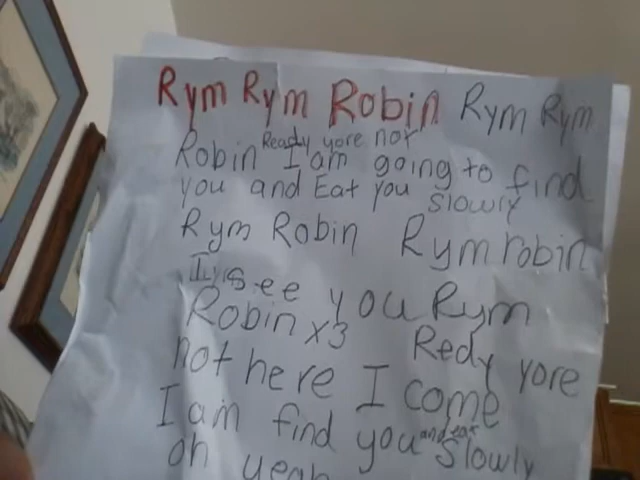 Rym Rym Robin Rym Rym
Ready yore not
Robin I am going to find
you and Eat you slowly
Rym Robin Rym robin
I see you Rym
Robin x3 Redy yore
not here I come
I am find you and eat slowly
oh yeah